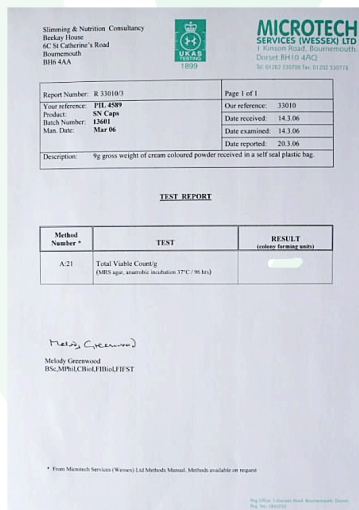 Slimming & Nutrition Consultancy
Beekay House
6C St Catherine's Road
Bournemouth
BH6 4AA
UKAS
TESTING
1899
MICROTECH
SERVICES (WESSEX) LTD
1 Kinson Road, Bournemouth,
Dorset BH10 4AQ
Report Number: R 33010/3
Page 1 of 1
Your reference: PIL 4589
Product: SN Caps
Batch Number: 13601
Man. Date: Mar 06
Our reference: 33010
Date received: 14.3.06
Date examined: 14.3.06
Date reported: 20.3.06
Description: 9g gross weight of cream coloured powder received in a self seal plastic bag.
TEST REPORT
Method Number *
TEST
RESULT
(colony forming units)
A:21
Total Viable Count/g
(MRS agar, anaerobic incubation 37°C / 96 hrs)
Melody Greenwood
Melody Greenwood
BSc,MPhil,CBiol,FIBiol,FIFST
* From Microtech Services (Wessex) Ltd Methods Manual. Methods available on request